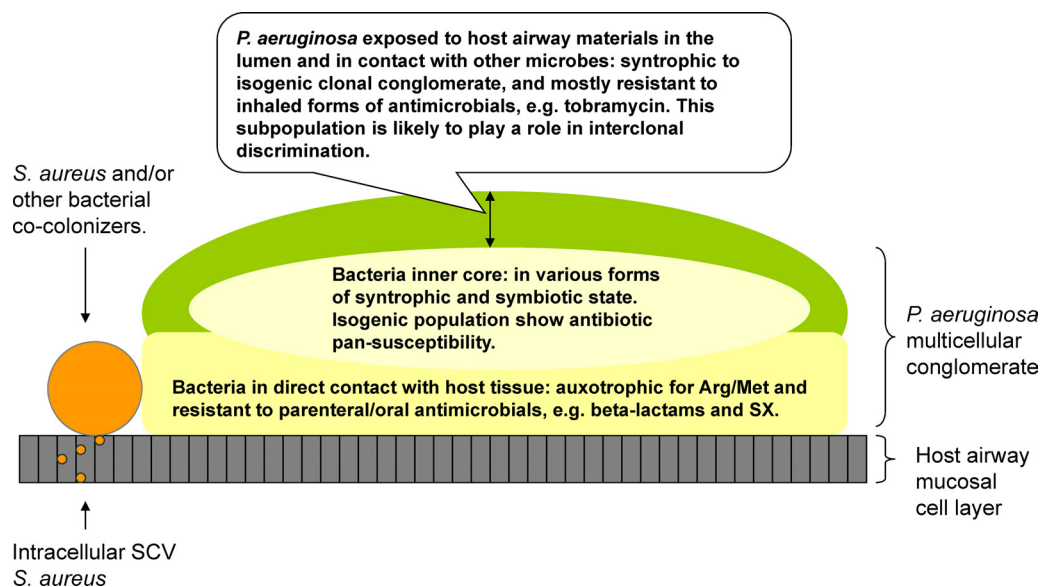 P. aeruginosa exposed to host airway materials in the
lumen and in contact with other microbes: syntrophic to
isogenic clonal conglomerate, and mostly resistant to
inhaled forms of antimicrobials, e.g. tobramycin. This
subpopulation is likely to play a role in interclonal
discrimination.
S. aureus and/or
other bacterial
co-colonizers.
Bacteria inner core: in various forms
of syntrophic and symbiotic state.
Isogenic population show antibiotic
pan-susceptibility.
P. aeruginosa
multicellular
conglomerate
Bacteria in direct contact with host tissue: auxotrophic for Arg/Met and
resistant to parenteral/oral antimicrobials, e.g. beta-lactams and SX.
Host airway
mucosal
cell layer
Intracellular SCV
S. aureus